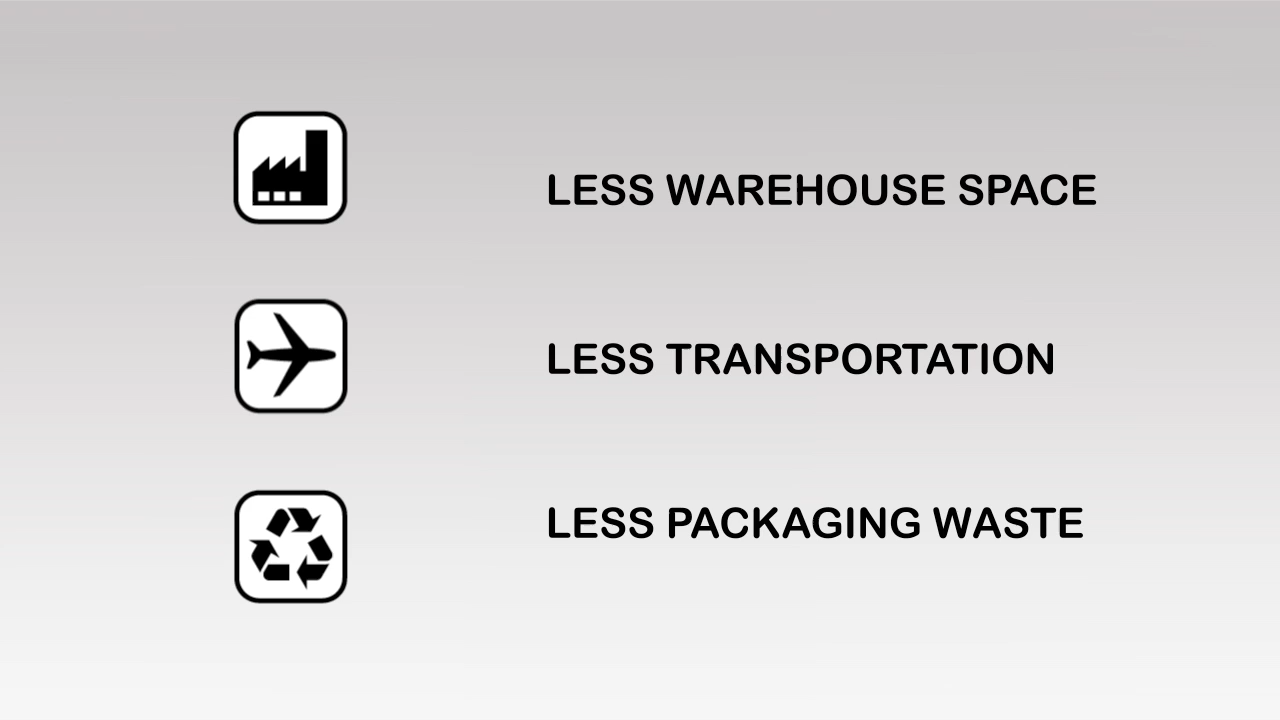 LESS WAREHOUSE SPACE
LESS TRANSPORTATION
LESS PACKAGING WASTE